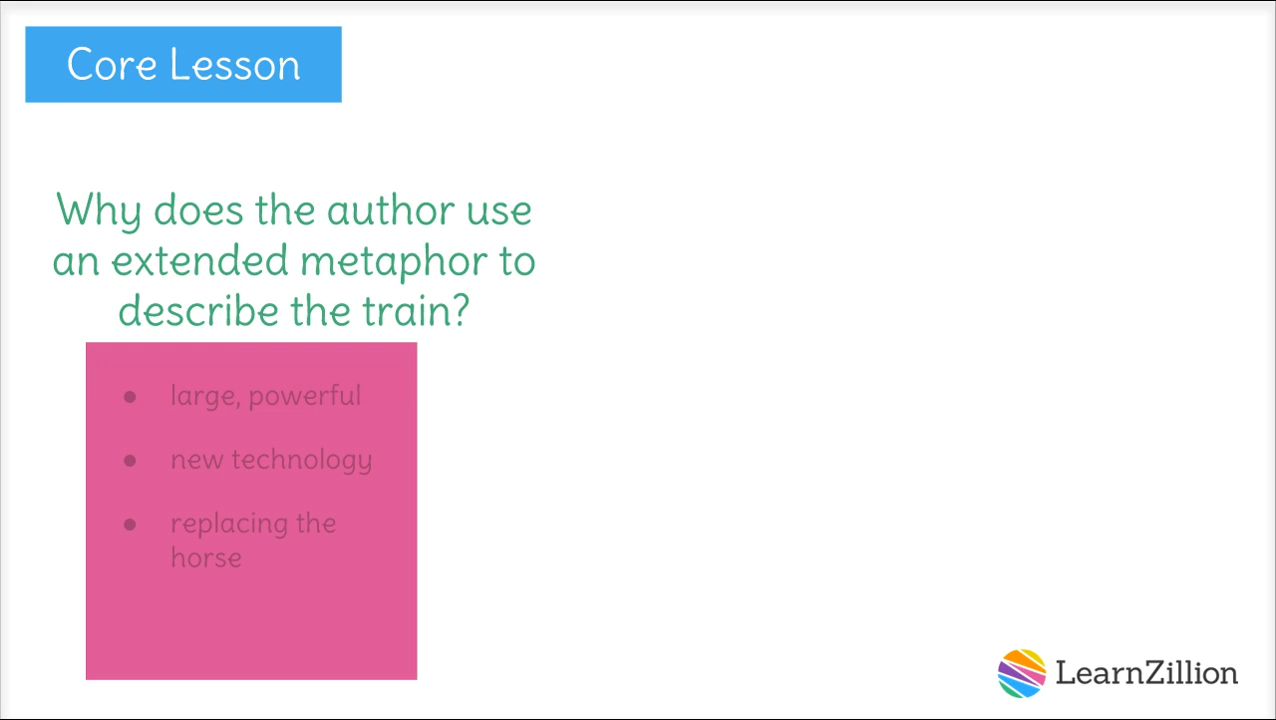 Core Lesson
Why does the author use
an extended metaphor to
describe the train?
● large, powerful
● new technology
● replacing the
horse
LearnZillion